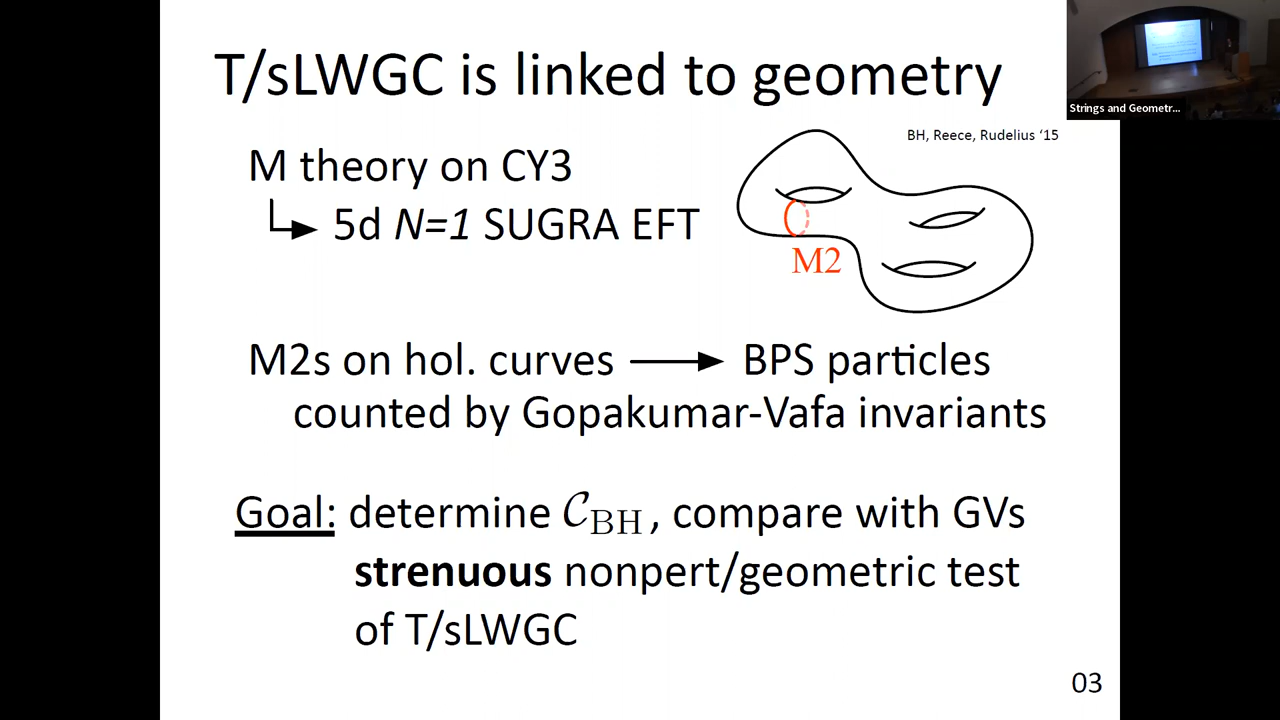 T/sLWGC is linked to geometry
Strings and Geometr...
BH, Reece, Rudelius ‘15
M theory on CY3
5d N=1 SUGRA EFT
M2
M2s on hol. curves → BPS particles
counted by Gopakumar-Vafa invariants
Goal: determine 𝒞BH, compare with GVs
strenuous nonpert/geometric test
of T/sLWGC
03